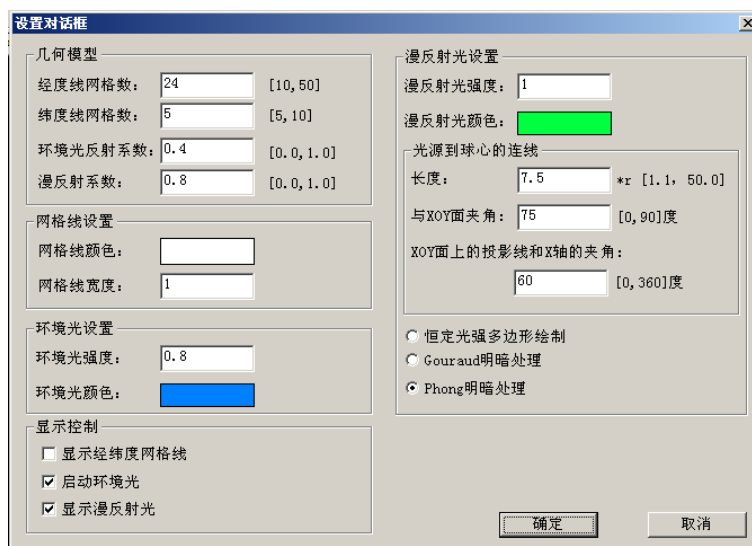 设置对话框
几何模型
经度线网格数： 24 [10,50]
纬度线网格数： 5 [5,10]
环境光反射系数： 0.4 [0.0,1.0]
漫反射系数： 0.8 [0.0,1.0]
网格线设置
网格线颜色：
网格线宽度： 1
环境光设置
环境光强度： 0.8
环境光颜色：
显示控制
显示经纬度网格线
启动环境光
显示漫反射光
漫反射光设置
漫反射光强度： 1
漫反射光颜色：
光源到球心的连线
长度： 7.5 *r [1.1, 50.0]
与XOY面夹角： 75 [0,90]度
XOY面上的投影线和X轴的夹角：
60 [0,360]度
恒定光强多边形绘制
Gouraud明暗处理
Phong明暗处理
确定 取消